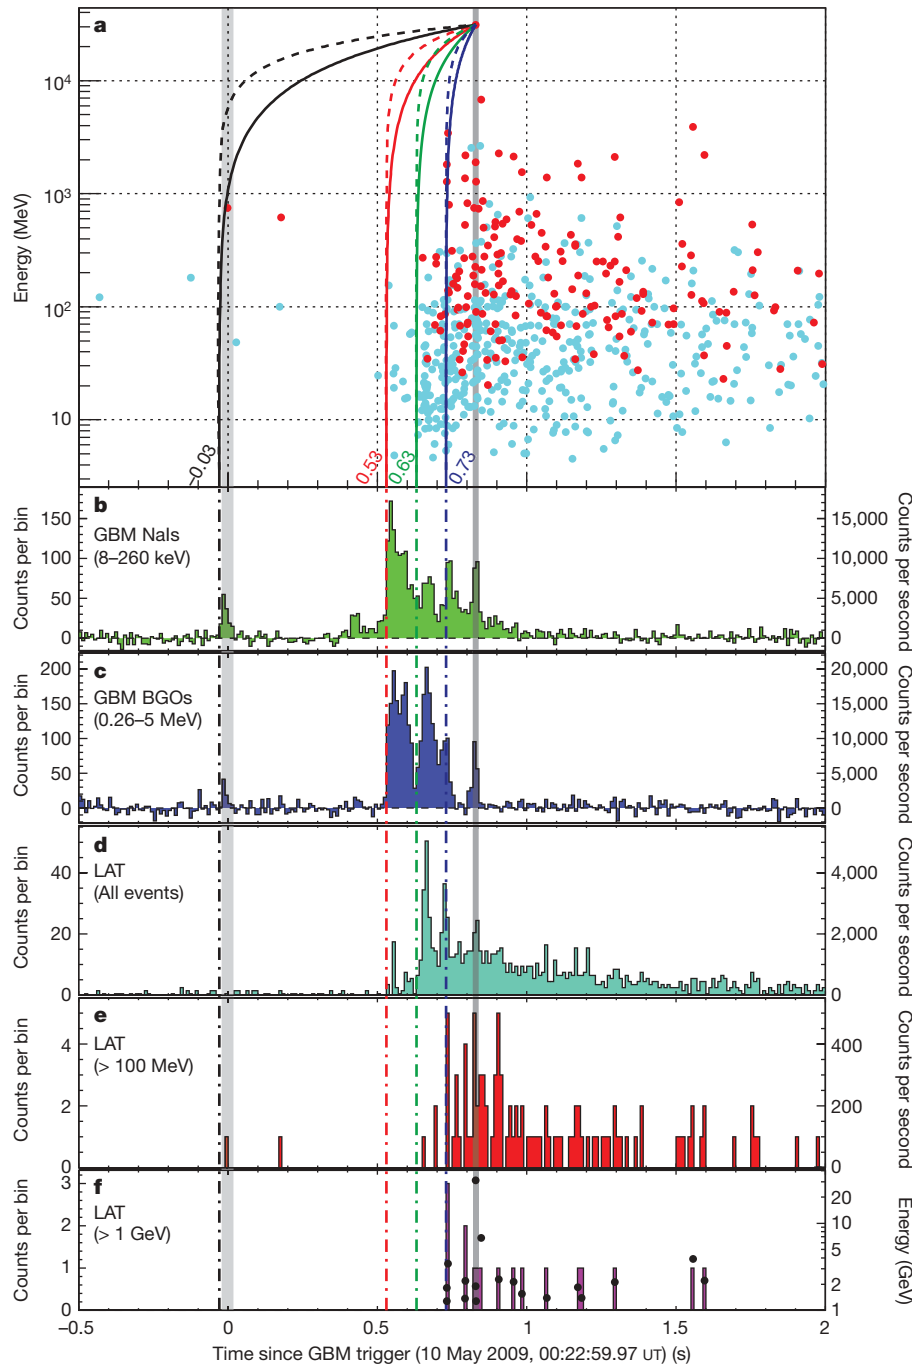 a
Energy (MeV)
10⁴
10³
10²
10
–0.03
0.53
0.63
0.73
b
GBM NaIs
(8–260 keV)
Counts per bin
150
100
50
0
15,000
10,000
5,000
0
Counts per second
c
GBM BGOs
(0.26–5 MeV)
Counts per bin
200
150
100
50
0
20,000
15,000
10,000
5,000
0
Counts per second
d
LAT
(All events)
Counts per bin
40
20
0
4,000
2,000
0
Counts per second
e
LAT
(> 100 MeV)
Counts per bin
4
2
0
400
200
0
Counts per second
f
LAT
(> 1 GeV)
Counts per bin
3
2
1
0
20
10
5
2
1
Energy (GeV)
–0.5
0
0.5
1
1.5
2
Time since GBM trigger (10 May 2009, 00:22:59.97 UT) (s)